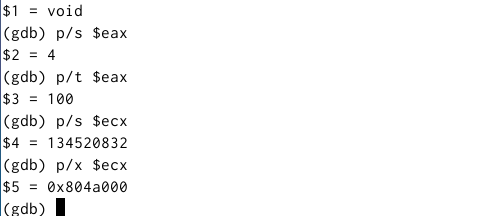 $1 = void
(gdb) p/s $eax
$2 = 4
(gdb) p/t $eax
$3 = 100
(gdb) p/s $ecx
$4 = 134520832
(gdb) p/x $ecx
$5 = 0x804a000
(gdb)